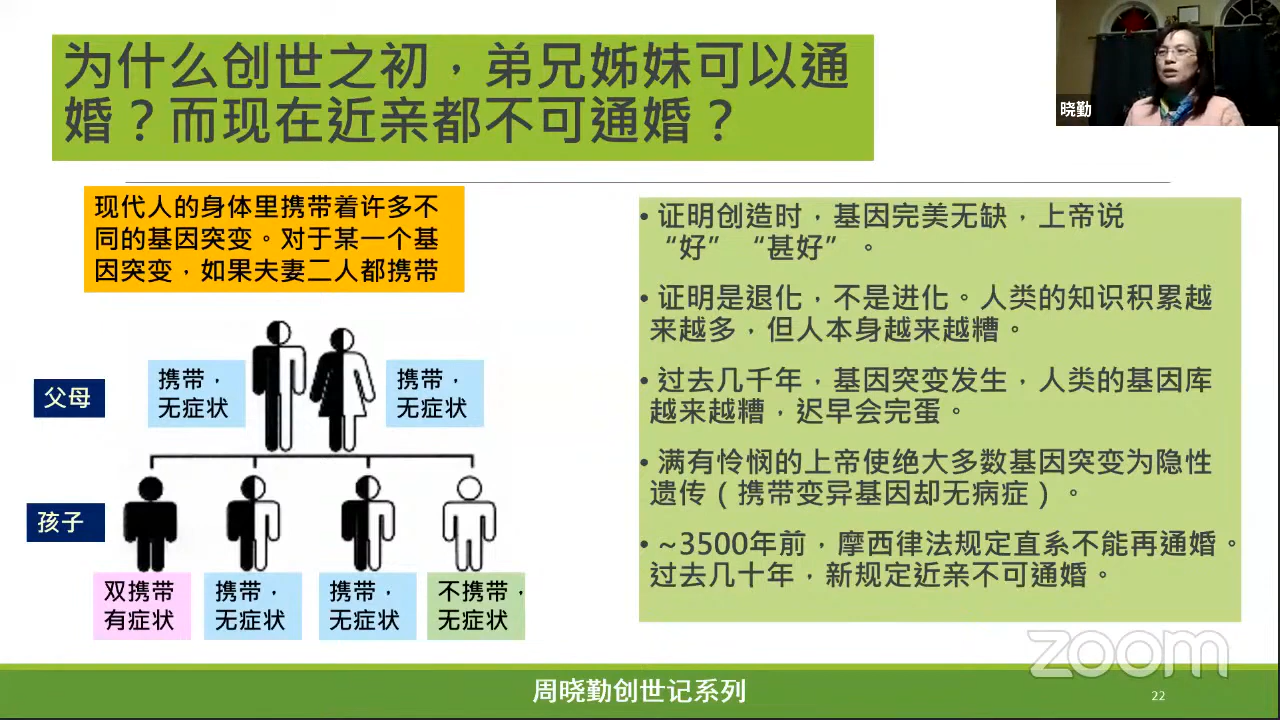 为什么创世之初，弟兄姊妹可以通
婚？而现在近亲都不可通婚？
晓勤
现代人的身体里携带着许多不
同的基因突变。对于某一个基
因突变，如果夫妻二人都携带
父母
携带，
无症状
携带，
无症状
孩子
双携带
有症状
携带，
无症状
携带，
无症状
不携带，
无症状
• 证明创造时，基因完美无缺，上帝说
“好”“甚好”。
• 证明是退化，不是进化。人类的知识积累越
来越多，但人本身越来越糟。
• 过去几千年，基因突变发生，人类的基因库
越来越糟，迟早会完蛋。
• 满有怜悯的上帝使绝大多数基因突变为隐性
遗传（携带变异基因却无病症）。
• ~3500年前，摩西律法规定直系不能再通婚。
过去几十年，新规定近亲不可通婚。
zoom
周晓勤创世记系列
22